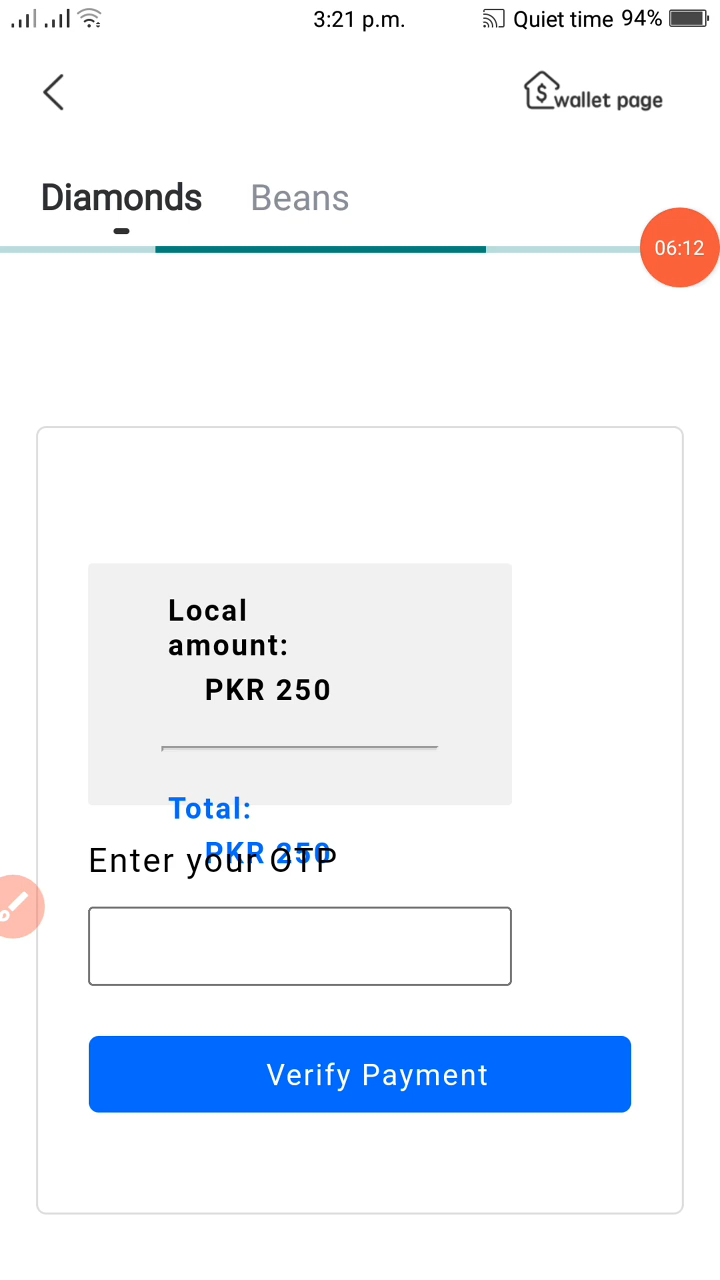 3:21 p.m. Quiet time 94%
$ wallet page
Diamonds Beans
06:12
Local
amount:
PKR 250
Total:
PKR 250
Enter your OTP
Verify Payment